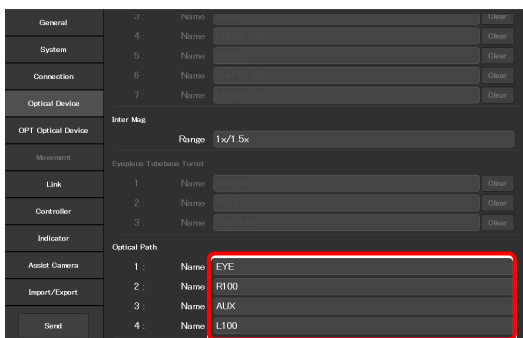 General
System
Connection
Optical Device
OPT Optical Device
Movement
Link
Controller
Indicator
Assist Camera
Import/Export
Send
3 : Name Clear
4 : Name Clear
5 : Name Clear
6 : Name Clear
7 : Name Clear
Inter Mag.
Range 1x/1.5x
Eyepiece Tubebase Turret
1 : Name Clear
2 : Name Clear
3 : Name Clear
Optical Path
1 : Name EYE
2 : Name R100
3 : Name AUX
4 : Name L100